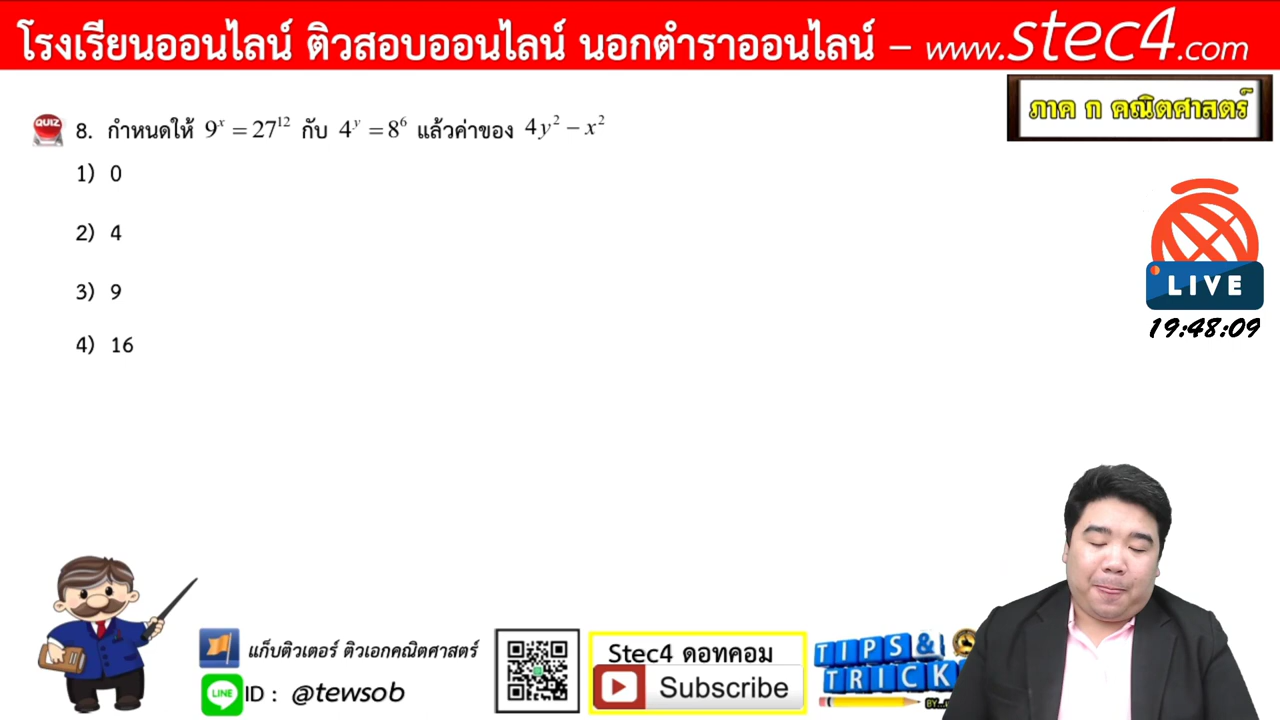 โรงเรียนออนไลน์ ติวสอบออนไลน์ นอกตำราออนไลน์ – www.stec4.com
ภาค ก คณิตศาสตร์
QUIZ 8. กำหนดให้ 9^x = 27^12 กับ 4^y = 8^6 แล้วค่าของ 4y² − x²
1) 0
2) 4
3) 9
4) 16
LIVE
19:48:09
แก็บติวเตอร์ ติวเอกคณิตศาสตร์
LINE ID : @tewsob
Stec4 ดอทคอม
Subscribe
TIPS &
TRICK